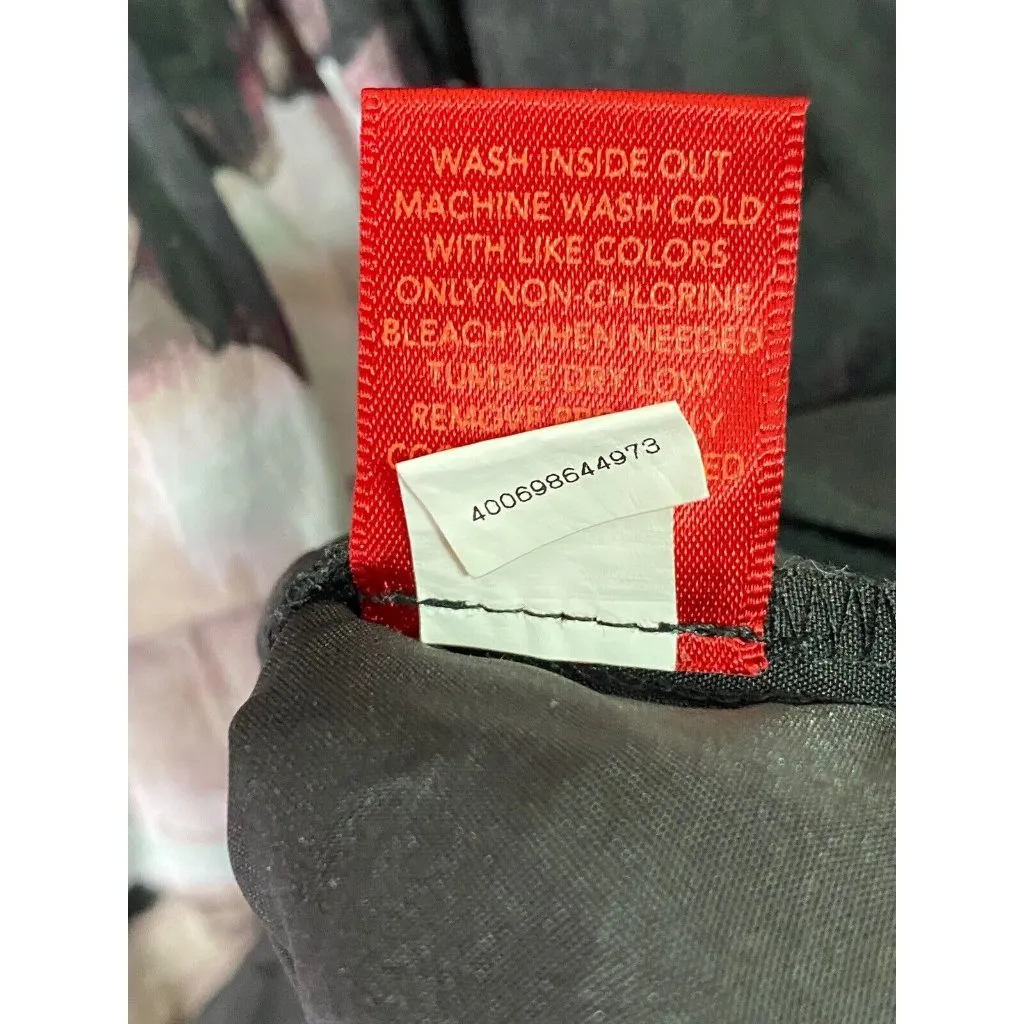 WASH INSIDE OUT
MACHINE WASH COLD
WITH LIKE COLORS
ONLY NON-CHLORINE
BLEACH WHEN NEEDED
TUMBLE DRY LOW
REMOVE
400698644973